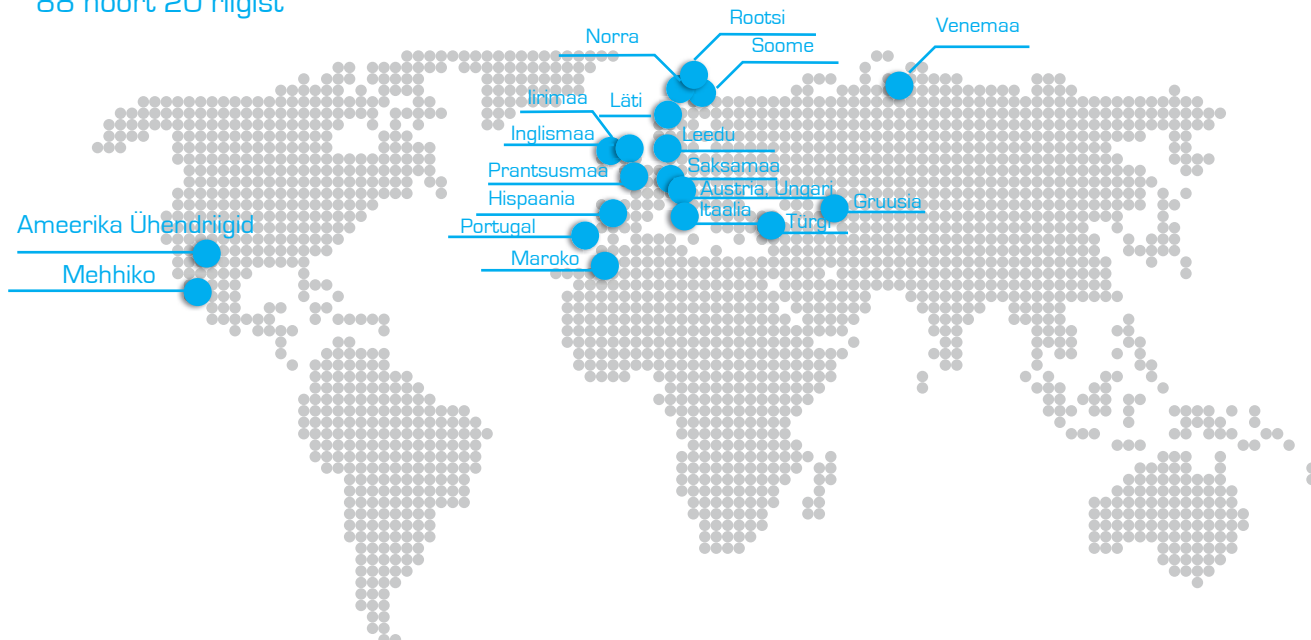 88 noort 20 riigist
Rootsi
Venemaa
Norra
Soome
Iirimaa
Läti
Inglismaa
Leedu
Prantsusmaa
Saksamaa
Hispaania
Austria, Ungari
Gruusia
Itaalia
Türgi
Ameerika Ühendriigid
Portugal
Maroko
Mehhiko